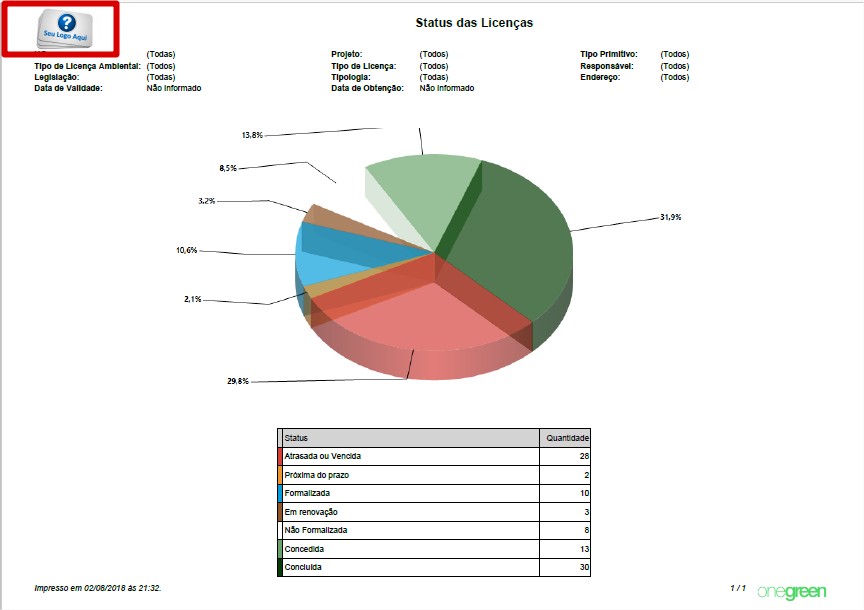 ?
Seu Logo Aqui
Status das Licenças
(Todas) Projeto: (Todos) Tipo Primitivo: (Todos)
Tipo de Licença Ambiental: (Todos) Tipo de Licença: (Todos) Responsável: (Todos)
Legislação: (Todas) Tipologia: (Todas) Endereço: (Todos)
Data de Validade: Não Informado Data de Obtenção: Não Informado
13,8%
8,5%
3,2%
31,9%
10,6%
2,1%
29,8%
Status Quantidade
Atrasada ou Vencida 28
Próxima do prazo 2
Formalizada 10
Em renovação 3
Não Formalizada 8
Concedida 13
Concluída 30
Impresso em 02/08/2018 às 21:32. 1 / 1 onegreen